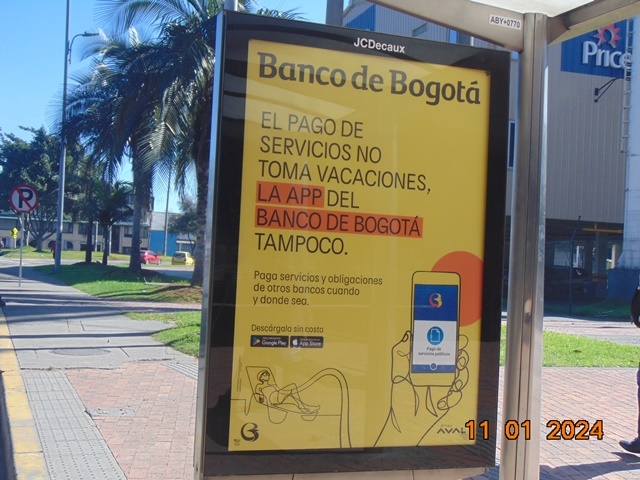 ABY+0770
JCDecaux
Price
Banco de Bogotá
EL PAGO DE
SERVICIOS NO
TOMA VACACIONES,
LA APP DEL
BANCO DE BOGOTÁ
TAMPOCO.
Paga servicios y obligaciones
de otros bancos cuando
y donde sea.
Descárgala sin costo
Google Play
App Store
Pago de
servicios públicos
AVAL
11 01 2024